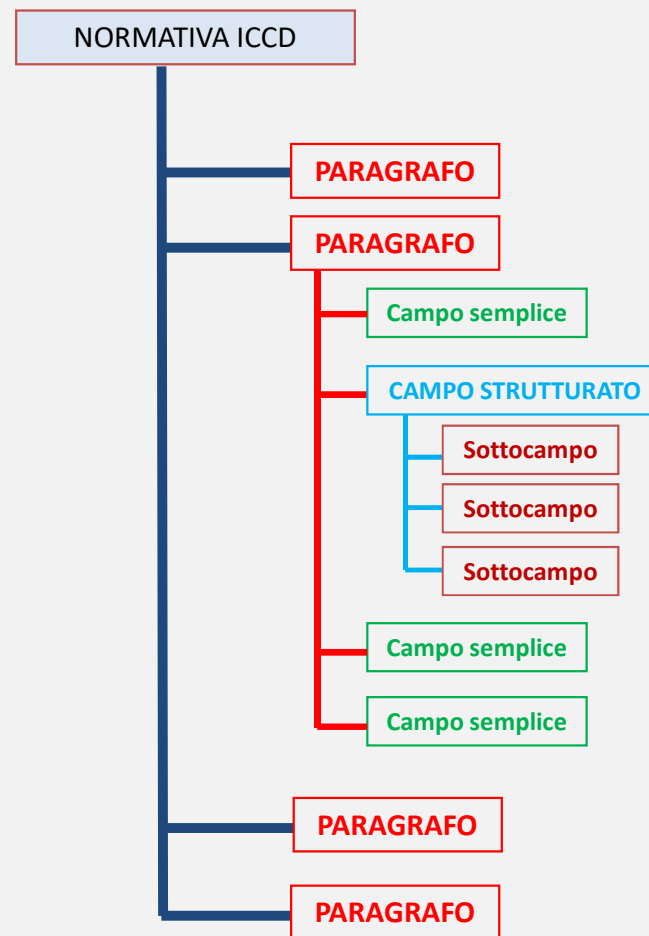 NORMATIVA ICCD
PARAGRAFO
PARAGRAFO
Campo semplice
CAMPO STRUTTURATO
Sottocampo
Sottocampo
Sottocampo
Campo semplice
Campo semplice
PARAGRAFO
PARAGRAFO